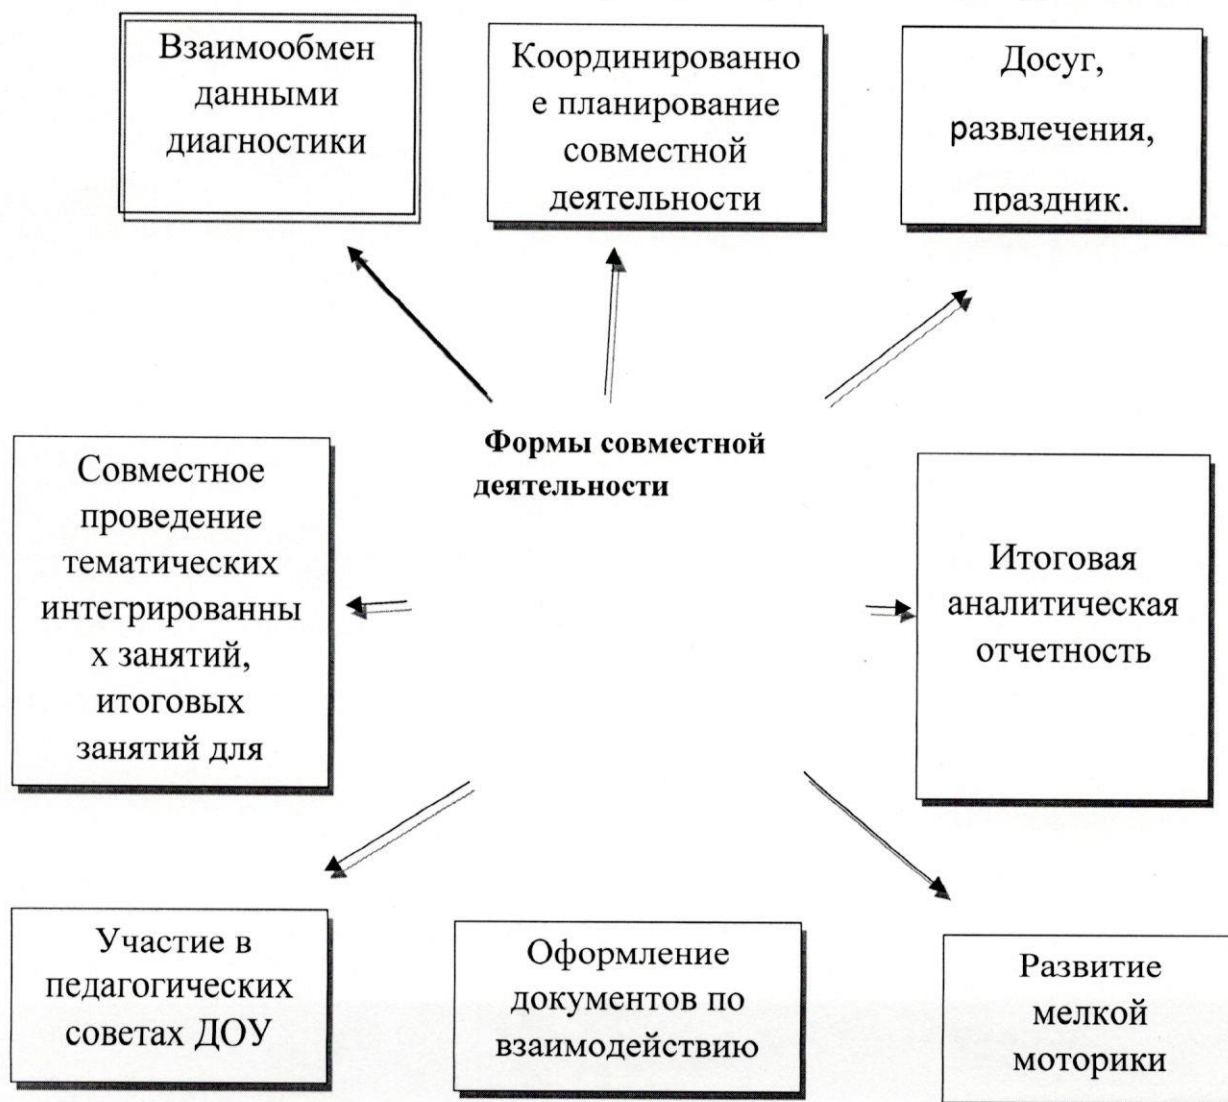 Взаимообмен
данными
диагностики
Координированно
е планирование
совместной
деятельности
Досуг,
развлечения,
праздник.
Формы совместной
деятельности
Совместное
проведение
тематических
интегрированны
х занятий,
итоговых
занятий для
Итоговая
аналитическая
отчетность
Участие в
педагогических
советах ДОУ
Оформление
документов по
взаимодействию
Развитие
мелкой
моторики